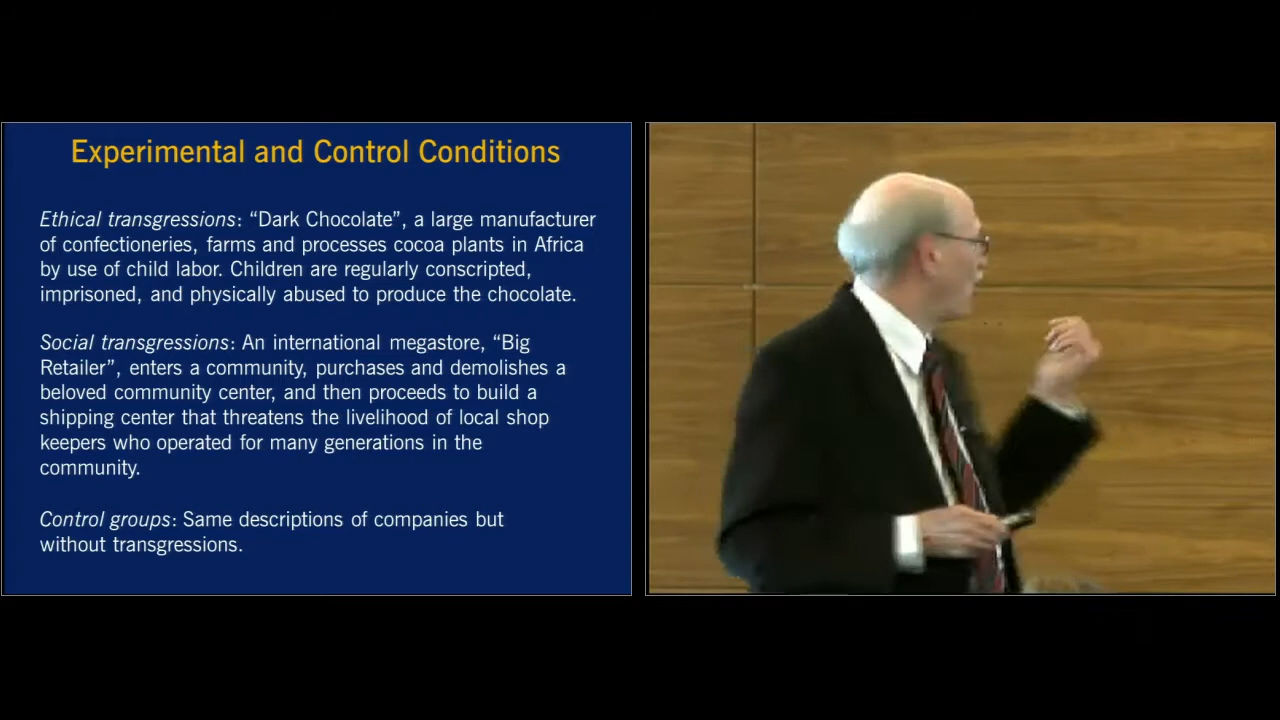 Experimental and Control Conditions
Ethical transgressions: “Dark Chocolate”, a large manufacturer
of confectioneries, farms and processes cocoa plants in Africa
by use of child labor. Children are regularly conscripted,
imprisoned, and physically abused to produce the chocolate.
Social transgressions: An international megastore, “Big
Retailer”, enters a community, purchases and demolishes a
beloved community center, and then proceeds to build a
shipping center that threatens the livelihood of local shop
keepers who operated for many generations in the
community.
Control groups: Same descriptions of companies but
without transgressions.